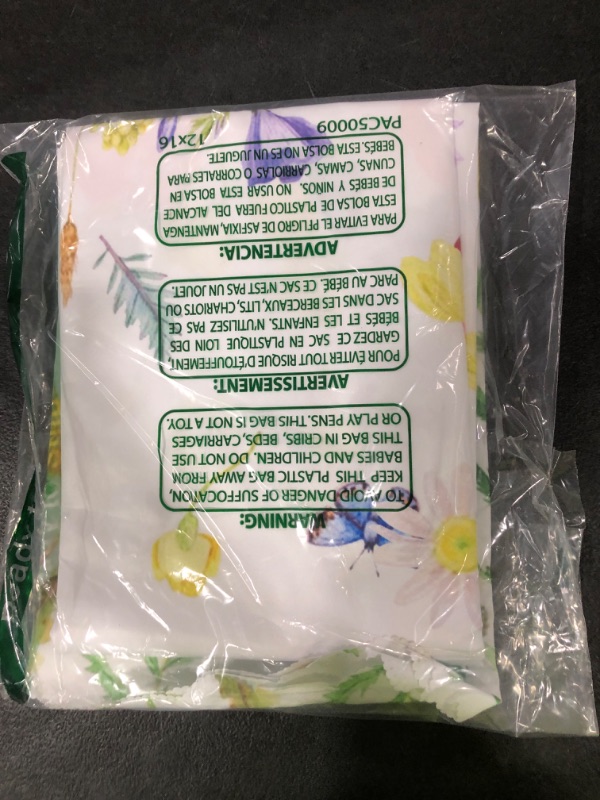 WARNING:
TO AVOID DANGER OF SUFFOCATION,
KEEP THIS PLASTIC BAG AWAY FROM
BABIES AND CHILDREN. DO NOT USE
THIS BAG IN CRIBS, BEDS, CARRIAGES
OR PLAY PENS. THIS BAG IS NOT A TOY.
AVERTISSEMENT:
POUR ÉVITER TOUT RISQUE D'ÉTOUFFEMENT,
GARDEZ CE SAC EN PLASTIQUE LOIN DES
BÉBÉS ET LES ENFANTS. N'UTILISEZ PAS CE
SAC DANS LES BERCEAUX, LITS, CHARIOTS OU
PARC AU BÉBÉ. CE SAC N'EST PAS UN JOUET.
ADVERTENCIA:
PARA EVITAR EL PELIGRO DE ASFIXIA, MANTENGA
ESTA BOLSA DE PLASTICO FUERA DEL ALCANCE
DE BEBÉS Y NIÑOS. NO USAR ESTA BOLSA EN
CUNAS, CAMAS, CARRIOLAS O CORRALES PARA
BEBÉS. ESTA BOLSA NO ES UN JUGUETE.
PAC50009 12x16